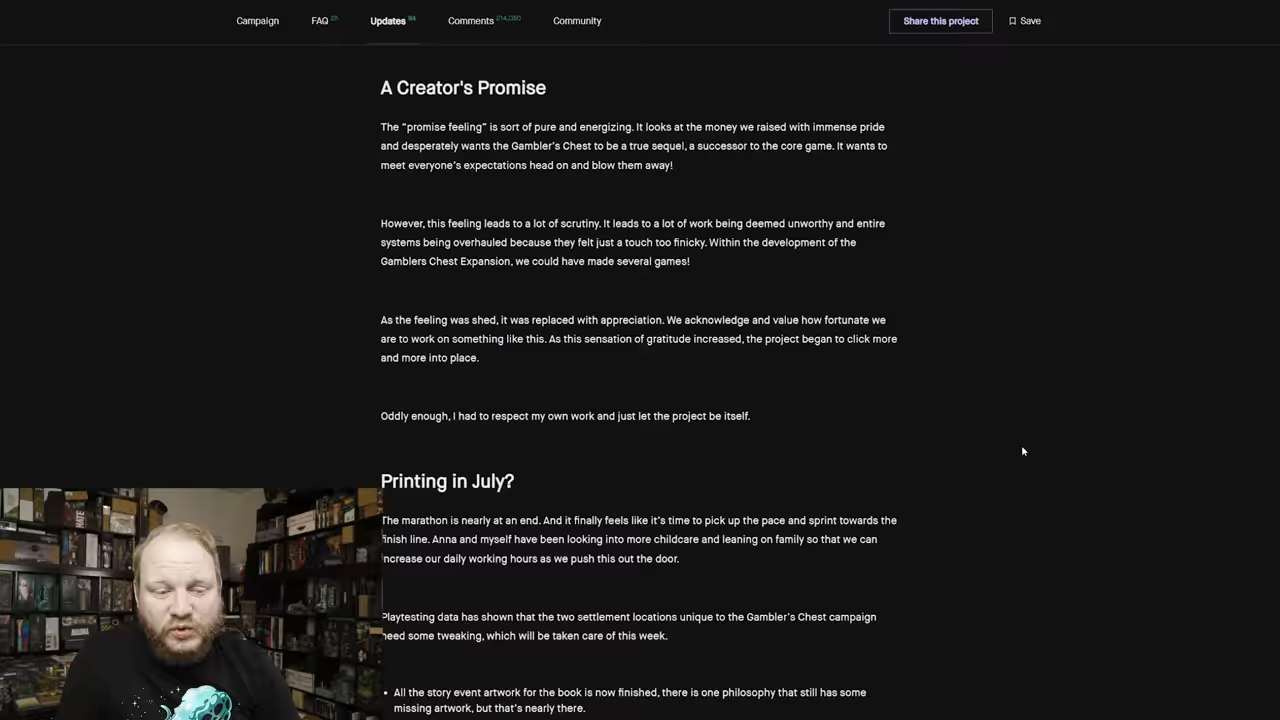 Campaign FAQ Updates 94 Comments Community Share this project Save
A Creator's Promise
The “promise feeling” is sort of pure and energizing. It looks at the money we raised with immense pride
and desperately wants the Gambler’s Chest to be a true sequel, a successor to the core game. It wants to
meet everyone’s expectations head on and blow them away!
However, this feeling leads to a lot of scrutiny. It leads to a lot of work being deemed unworthy and entire
systems being overhauled because they felt just a touch too finicky. Within the development of the
Gamblers Chest Expansion, we could have made several games!
As the feeling was shed, it was replaced with appreciation. We acknowledge and value how fortunate we
are to work on something like this. As this sensation of gratitude increased, the project began to click more
and more into place.
Oddly enough, I had to respect my own work and just let the project be itself.
Printing in July?
The marathon is nearly at an end. And it finally feels like it’s time to pick up the pace and sprint towards the
finish line. Anna and myself have been looking into more childcare and leaning on family so that we can
increase our daily working hours as we push this out the door.
Playtesting data has shown that the two settlement locations unique to the Gambler’s Chest campaign
need some tweaking, which will be taken care of this week.
• All the story event artwork for the book is now finished, there is one philosophy that still has some
missing artwork, but that’s nearly there.